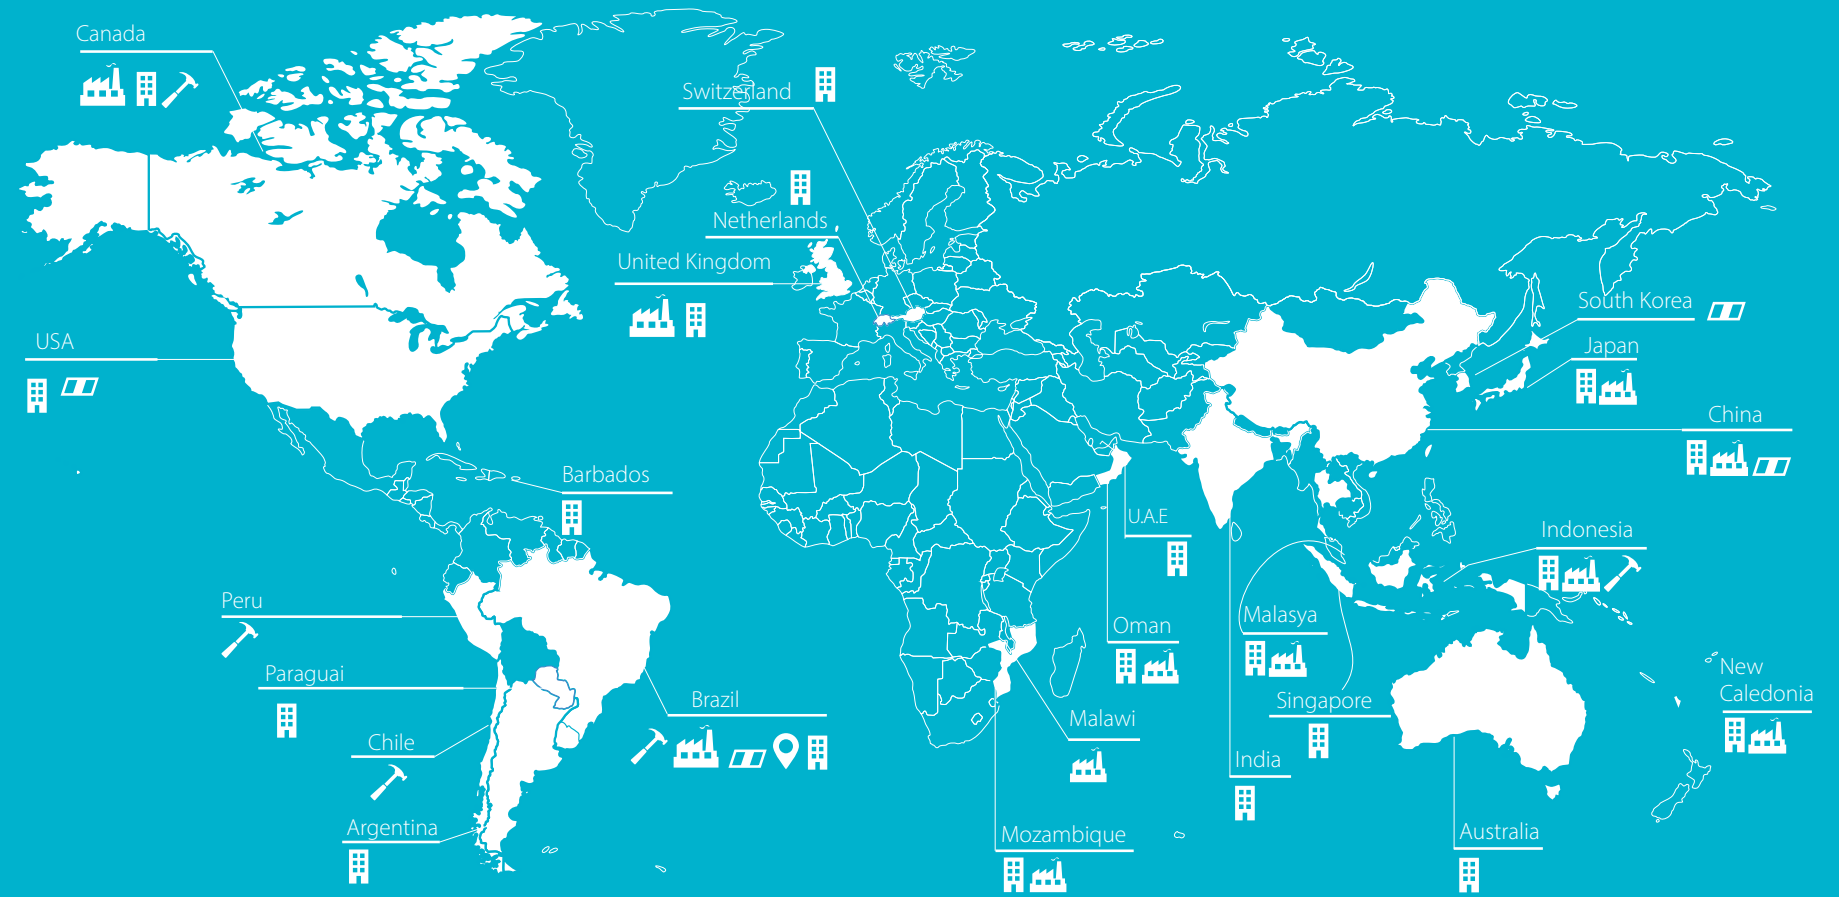 Canada
Switzerland
Netherlands
United Kingdom
South Korea
USA
Japan
China
Barbados
U.A.E
Indonesia
Peru
Oman
Malasya
Paraguai
New
Caledonia
Brazil
Singapore
Malawi
Chile
India
Argentina
Mozambique
Australia